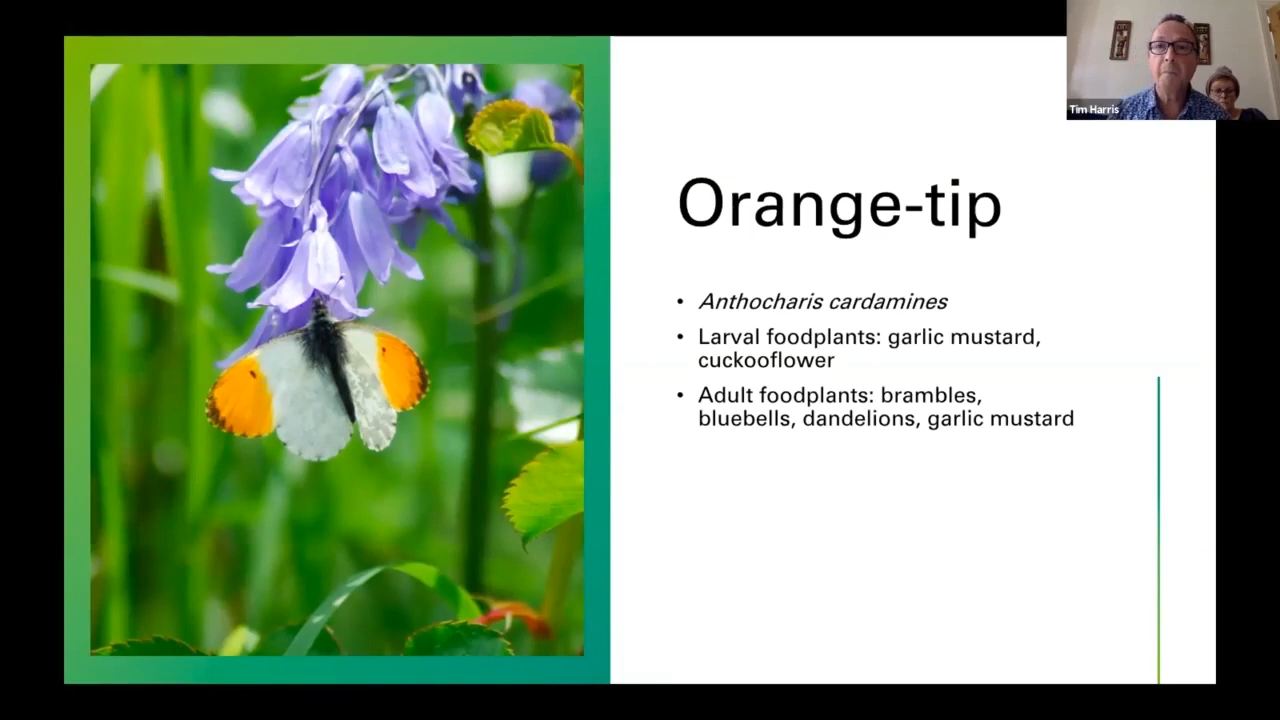 Tim Harris
Orange-tip
• Anthocharis cardamines
• Larval foodplants: garlic mustard,
cuckooflower
• Adult foodplants: brambles,
bluebells, dandelions, garlic mustard